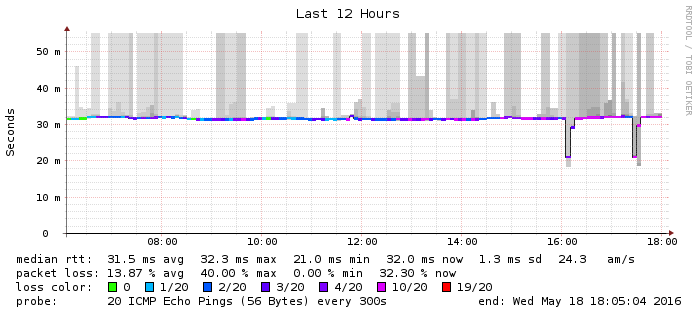 Last 12 Hours
RRDTOOL / TOBI OETIKER
Seconds
50 m
40 m
30 m
20 m
10 m
0
08:00 10:00 12:00 14:00 16:00 18:00
median rtt: 31.5 ms avg 32.3 ms max 21.0 ms min 32.0 ms now 1.3 ms sd 24.3 am/s
packet loss: 13.87 % avg 40.00 % max 0.00 % min 32.30 % now
loss color: 0 1/20 2/20 3/20 4/20 10/20 19/20
probe: 20 ICMP Echo Pings (56 Bytes) every 300s end: Wed May 18 18:05:04 2016